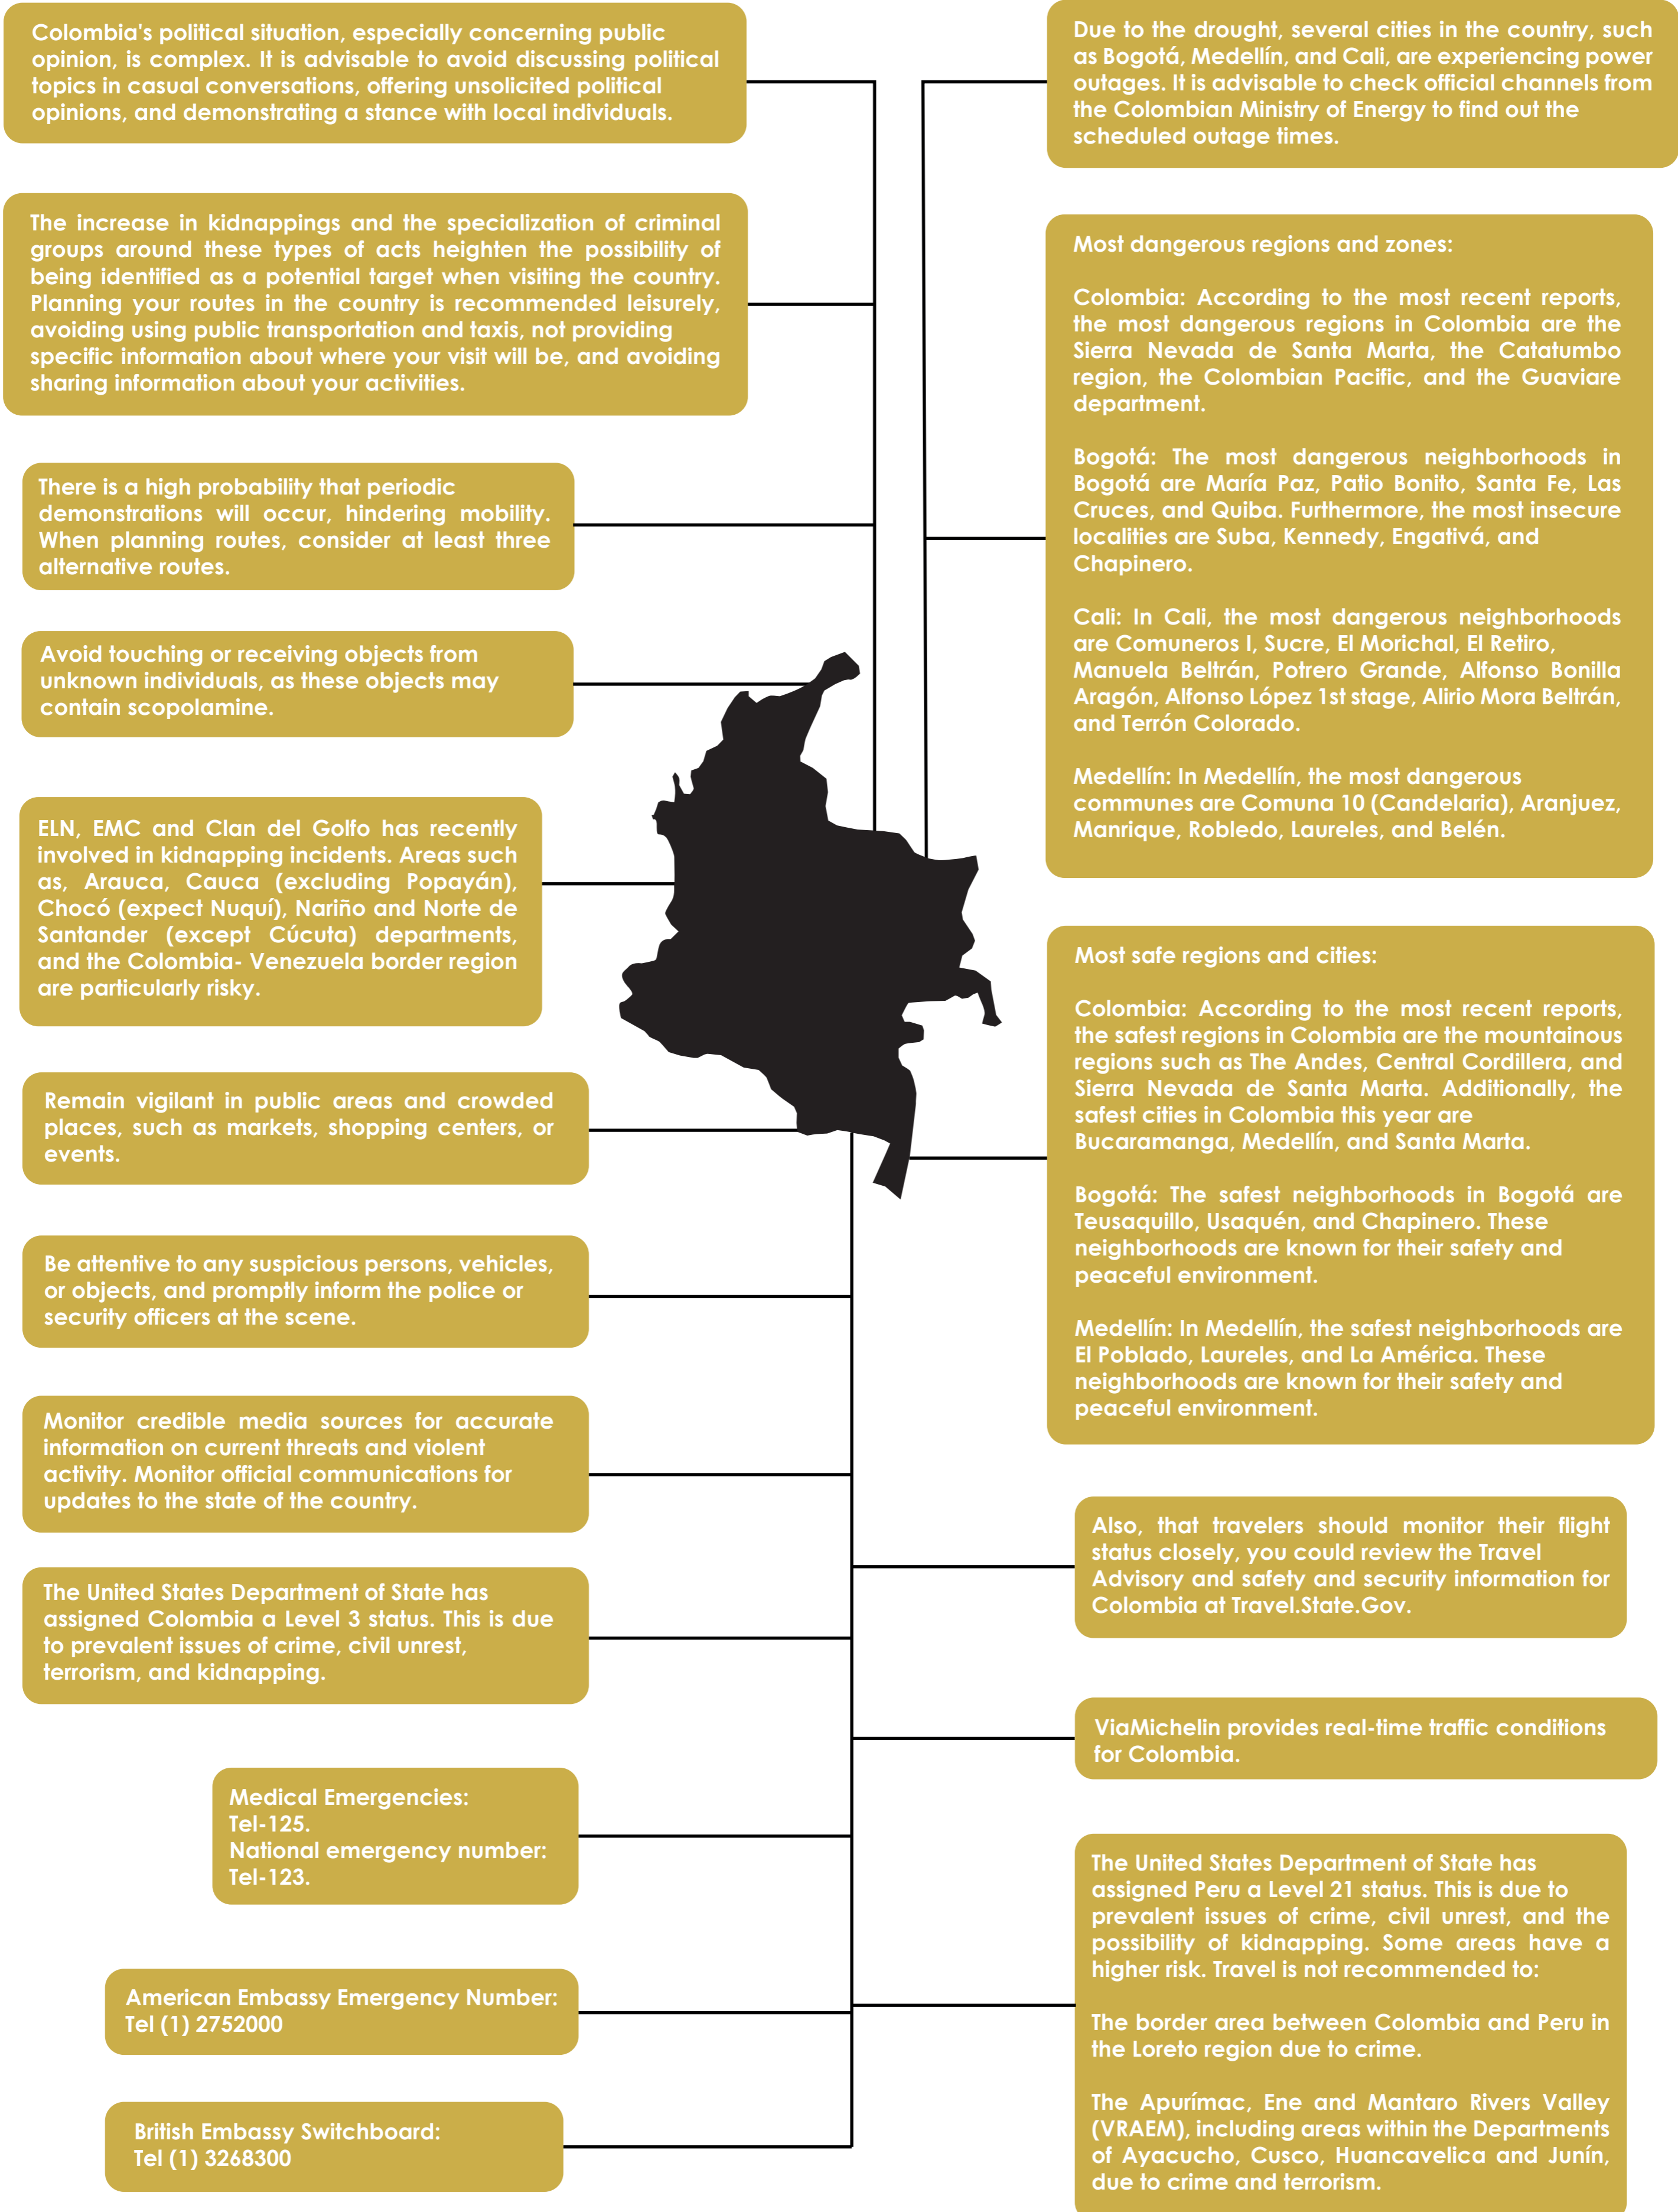 Colombia's political situation, especially concerning public
opinion, is complex. It is advisable to avoid discussing political
topics in casual conversations, offering unsolicited political
opinions, and demonstrating a stance with local individuals.
The increase in kidnappings and the specialization of criminal
groups around these types of acts heighten the possibility of
being identified as a potential target when visiting the country.
Planning your routes in the country is recommended leisurely,
avoiding using public transportation and taxis, not providing
specific information about where your visit will be, and avoiding
sharing information about your activities.
There is a high probability that periodic
demonstrations will occur, hindering mobility.
When planning routes, consider at least three
alternative routes.
Avoid touching or receiving objects from
unknown individuals, as these objects may
contain scopolamine.
ELN, EMC and Clan del Golfo has recently
involved in kidnapping incidents. Areas such
as, Arauca, Cauca (excluding Popayán),
Chocó (expect Nuquí), Nariño and Norte de
Santander (except Cúcuta) departments,
and the Colombia- Venezuela border region
are particularly risky.
Remain vigilant in public areas and crowded
places, such as markets, shopping centers, or
events.
Be attentive to any suspicious persons, vehicles,
or objects, and promptly inform the police or
security officers at the scene.
Monitor credible media sources for accurate
information on current threats and violent
activity. Monitor official communications for
updates to the state of the country.
The United States Department of State has
assigned Colombia a Level 3 status. This is due
to prevalent issues of crime, civil unrest,
terrorism, and kidnapping.
Medical Emergencies:
Tel-125.
National emergency number:
Tel-123.
American Embassy Emergency Number:
Tel (1) 2752000
British Embassy Switchboard:
Tel (1) 3268300
Due to the drought, several cities in the country, such
as Bogotá, Medellín, and Cali, are experiencing power
outages. It is advisable to check official channels from
the Colombian Ministry of Energy to find out the
scheduled outage times.
Most dangerous regions and zones:
Colombia: According to the most recent reports,
the most dangerous regions in Colombia are the
Sierra Nevada de Santa Marta, the Catatumbo
region, the Colombian Pacific, and the Guaviare
department.
Bogotá: The most dangerous neighborhoods in
Bogotá are María Paz, Patio Bonito, Santa Fe, Las
Cruces, and Quiba. Furthermore, the most insecure
localities are Suba, Kennedy, Engativá, and
Chapinero.
Cali: In Cali, the most dangerous neighborhoods
are Comuneros I, Sucre, El Morichal, El Retiro,
Manuela Beltrán, Potrero Grande, Alfonso Bonilla
Aragón, Alfonso López 1st stage, Alirio Mora Beltrán,
and Terrón Colorado.
Medellín: In Medellín, the most dangerous
communes are Comuna 10 (Candelaria), Aranjuez,
Manrique, Robledo, Laureles, and Belén.
Most safe regions and cities:
Colombia: According to the most recent reports,
the safest regions in Colombia are the mountainous
regions such as The Andes, Central Cordillera, and
Sierra Nevada de Santa Marta. Additionally, the
safest cities in Colombia this year are
Bucaramanga, Medellín, and Santa Marta.
Bogotá: The safest neighborhoods in Bogotá are
Teusaquillo, Usaquén, and Chapinero. These
neighborhoods are known for their safety and
peaceful environment.
Medellín: In Medellín, the safest neighborhoods are
El Poblado, Laureles, and La América. These
neighborhoods are known for their safety and
peaceful environment.
Also, that travelers should monitor their flight
status closely, you could review the Travel
Advisory and safety and security information for
Colombia at Travel.State.Gov.
ViaMichelin provides real-time traffic conditions
for Colombia.
The United States Department of State has
assigned Peru a Level 21 status. This is due to
prevalent issues of crime, civil unrest, and the
possibility of kidnapping. Some areas have a
higher risk. Travel is not recommended to:
The border area between Colombia and Peru in
the Loreto region due to crime.
The Apurímac, Ene and Mantaro Rivers Valley
(VRAEM), including areas within the Departments
of Ayacucho, Cusco, Huancavelica and Junín,
due to crime and terrorism.